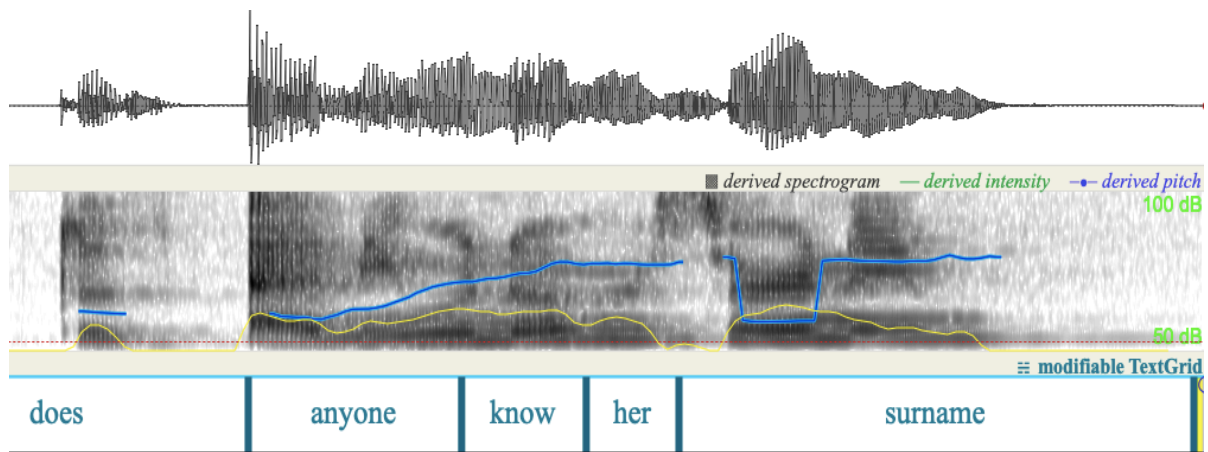 derived spectrogram derived intensity derived pitch
100 dB
50 dB
modifiable TextGrid
does anyone know her surname